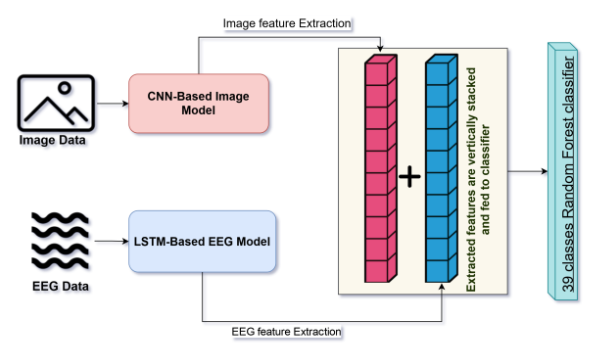 Image feature Extraction
CNN-Based Image
Model
Image Data
LSTM-Based EEG Model
EEG Data
EEG feature Extraction
+
Extracted features are vertically stacked
and fed to classifier
39 classes Random Forest classifier